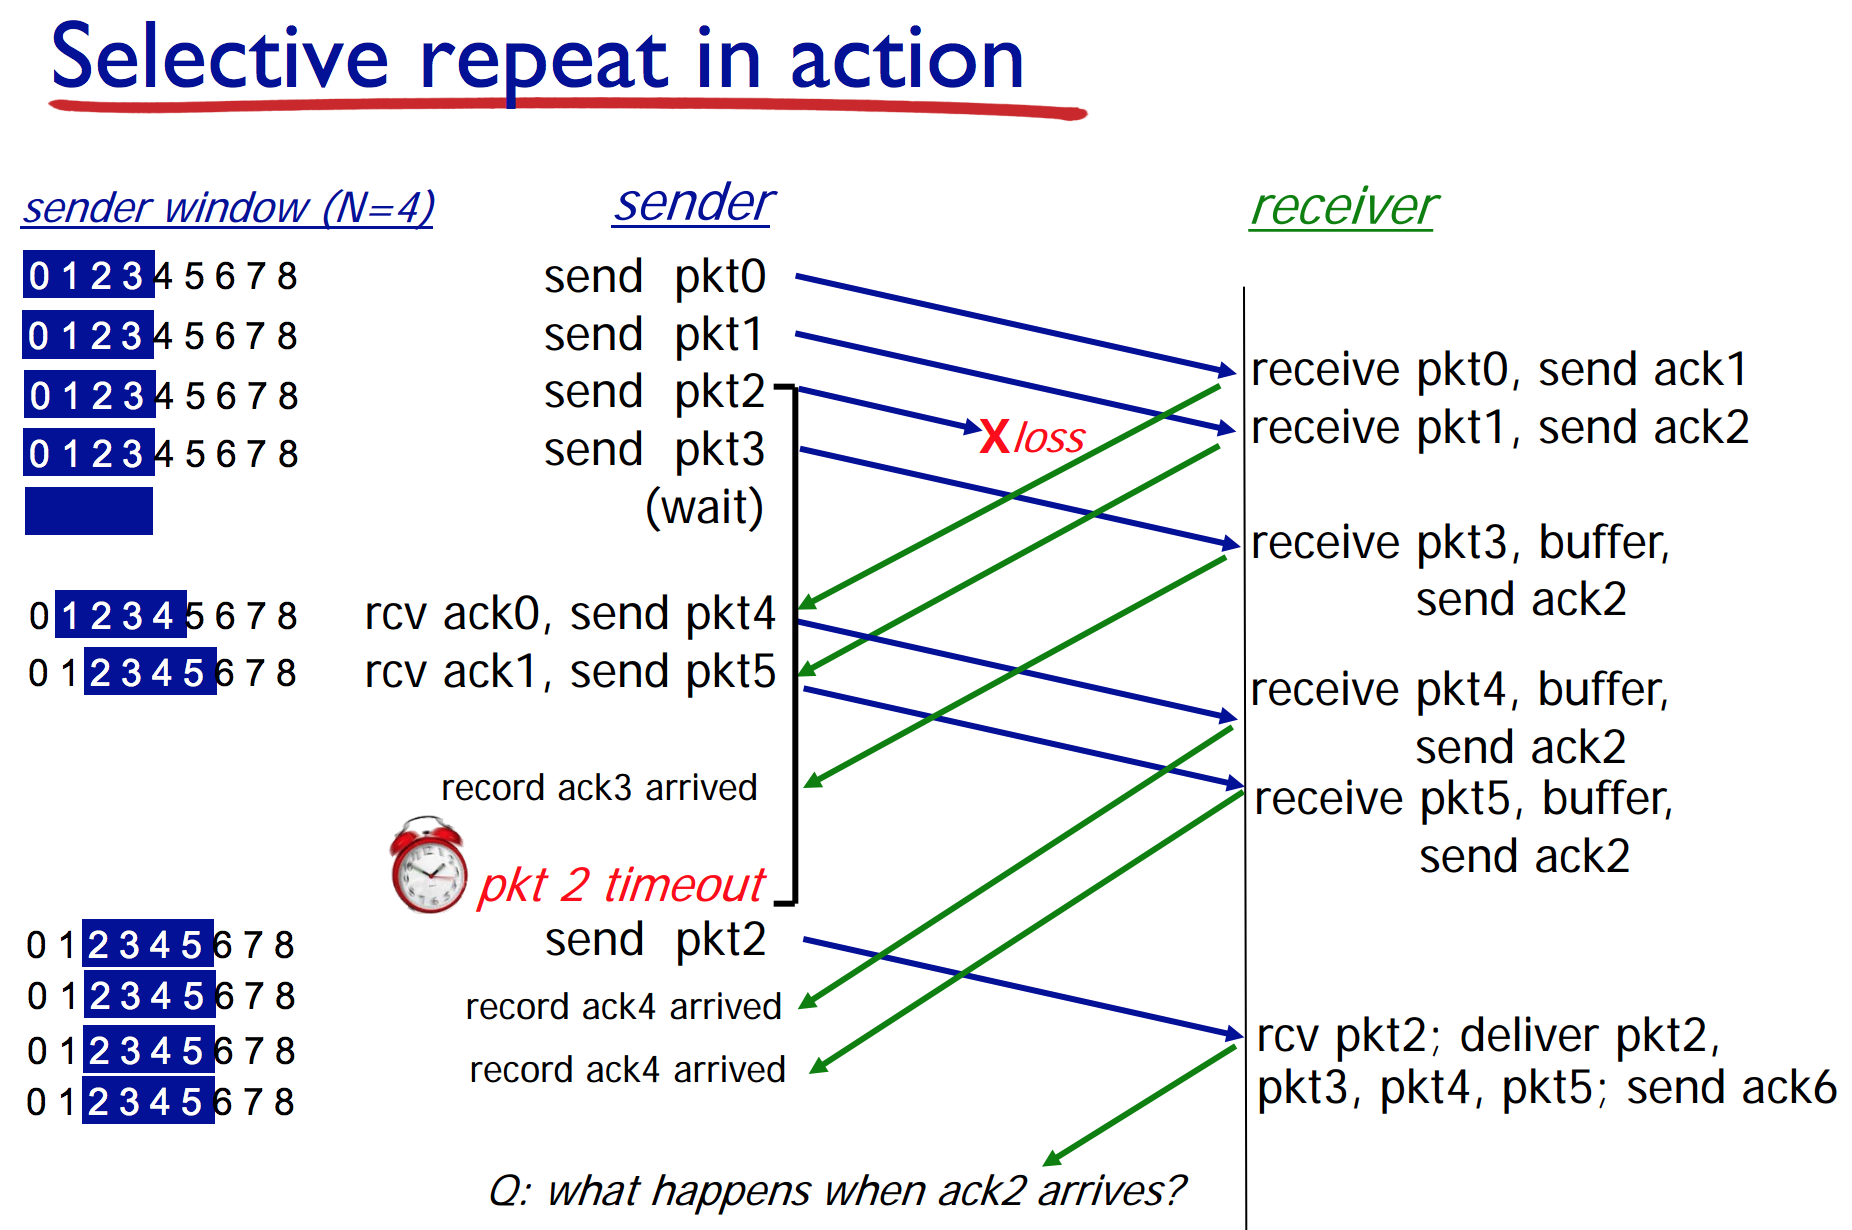 Selective repeat in action
sender window (N=4)
sender
receiver
0 1 2 3 4 5 6 7 8
send pkt0
0 1 2 3 4 5 6 7 8
send pkt1
receive pkt0, send ack1
0 1 2 3 4 5 6 7 8
send pkt2
receive pkt1, send ack2
X loss
0 1 2 3 4 5 6 7 8
send pkt3
(wait)
receive pkt3, buffer,
send ack2
0 1 2 3 4 5 6 7 8
rcv ack0, send pkt4
0 1 2 3 4 5 6 7 8
rcv ack1, send pkt5
receive pkt4, buffer,
send ack2
record ack3 arrived
receive pkt5, buffer,
send ack2
pkt 2 timeout
0 1 2 3 4 5 6 7 8
send pkt2
0 1 2 3 4 5 6 7 8
record ack4 arrived
0 1 2 3 4 5 6 7 8
record ack4 arrived
rcv pkt2; deliver pkt2,
pkt3, pkt4, pkt5; send ack6
0 1 2 3 4 5 6 7 8
Q: what happens when ack2 arrives?